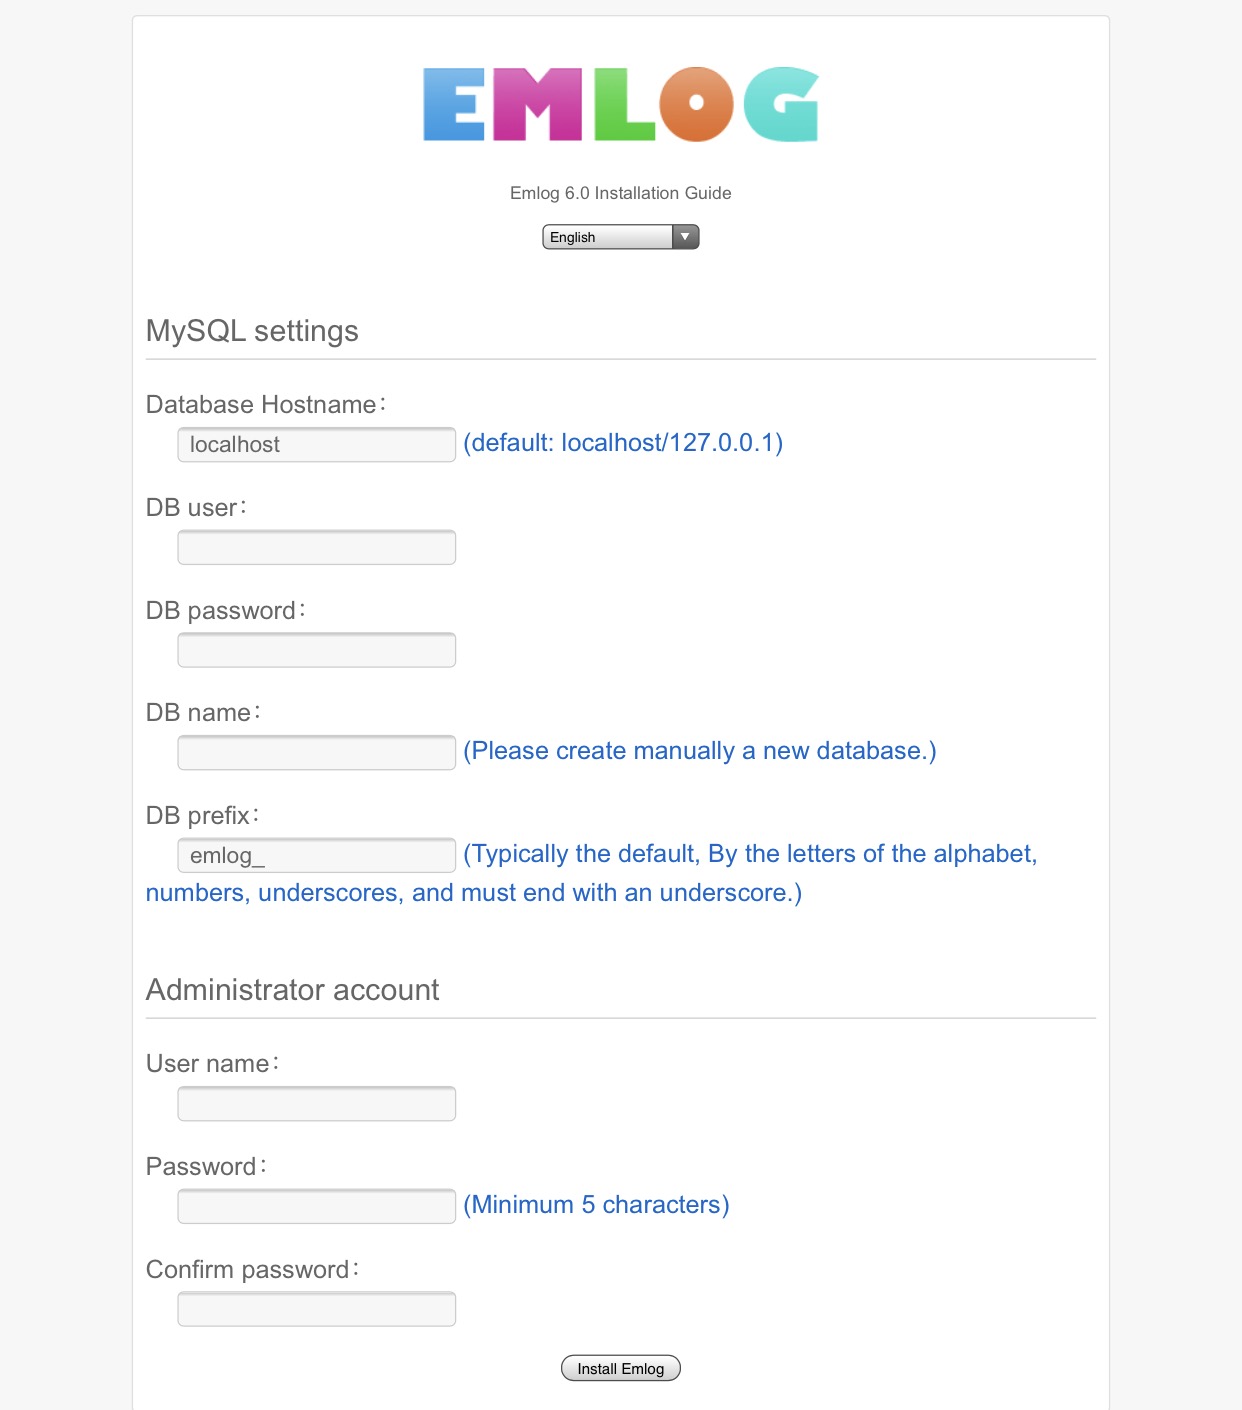 EMLOG
Emlog 6.0 Installation Guide
English
MySQL settings
Database Hostname：
localhost (default: localhost/127.0.0.1)
DB user：
DB password：
DB name：
(Please create manually a new database.)
DB prefix：
emlog_ (Typically the default, By the letters of the alphabet,
numbers, underscores, and must end with an underscore.)
Administrator account
User name：
Password：
(Minimum 5 characters)
Confirm password：
Install Emlog